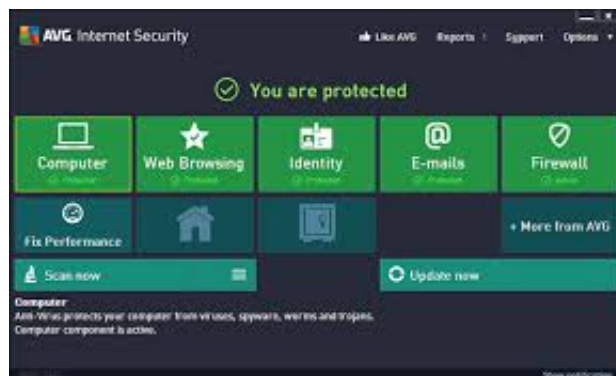 AVG Internet Security
Like AVG Reports Support Options
You are protected
Computer Web Browsing Identity E-mails Firewall
Fix Performance
+ More from AVG
Scan now
Update now
Computer
Anti-Virus protects your computer from viruses, spyware, worms and trojans.
Computer component is active.